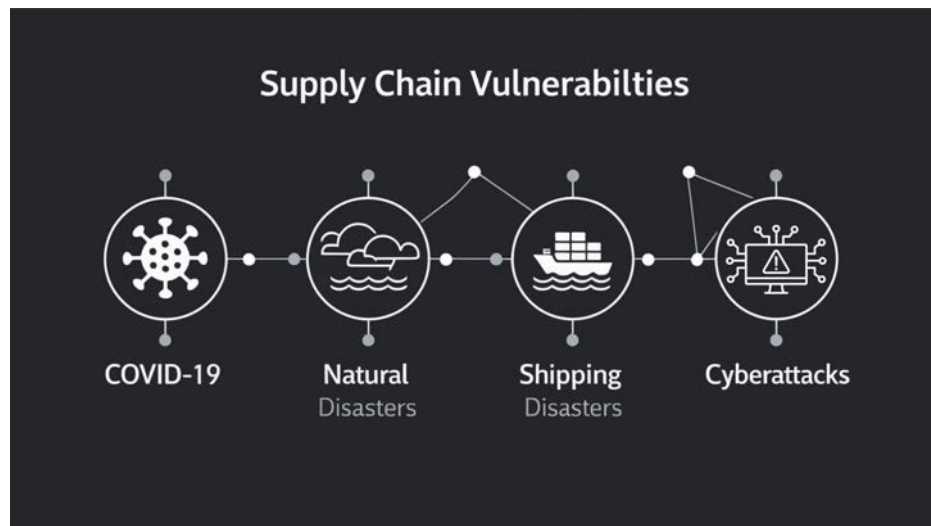 Supply Chain Vulnerabilties
COVID-19
Natural
Disasters
Shipping
Disasters
Cyberattacks